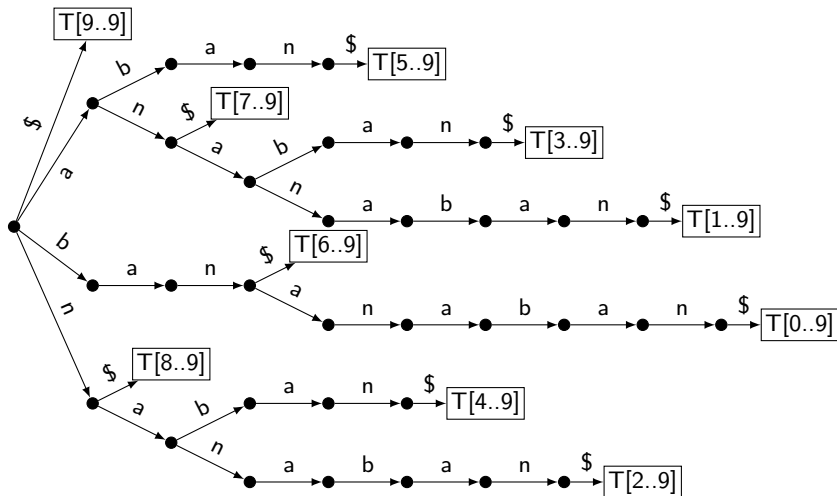 T[9..9]
b a n $ T[5..9]
a n $ T[7..9]
$ a b a n $ T[3..9]
n a b a n $ T[1..9]
b a n $ T[6..9]
a n a b a n $ T[0..9]
n $ T[8..9]
a b a n $ T[4..9]
n a b a n $ T[2..9]